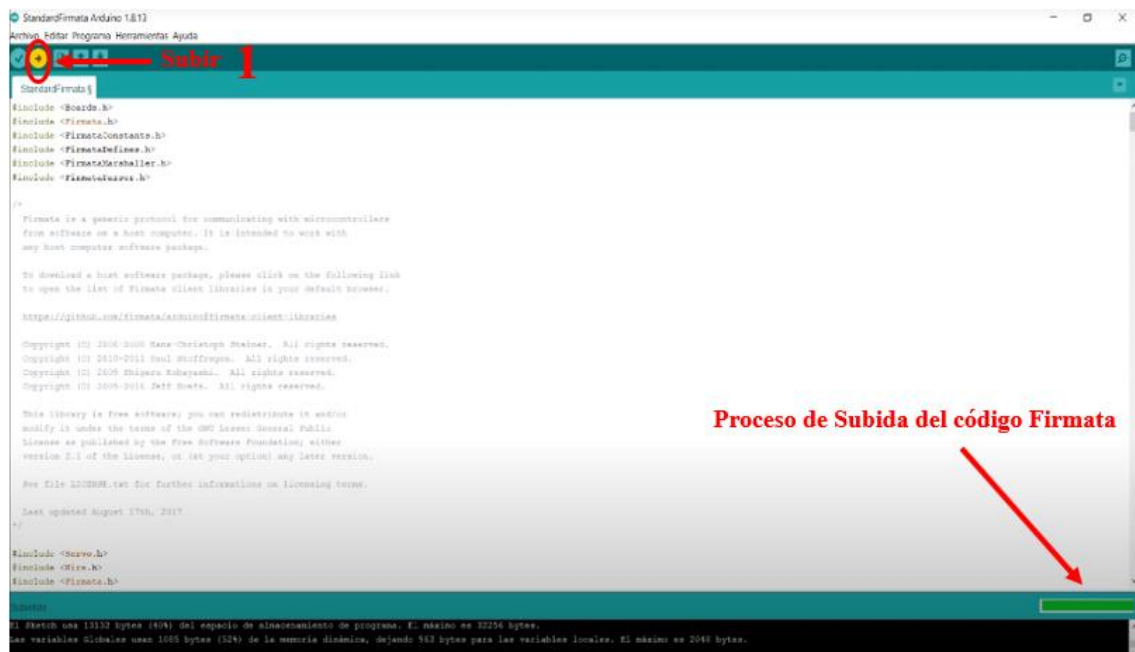 StandardFirmata Arduino 1.8.13
Archivo Editar Programa Herramientas Ayuda
Subir 1
StandardFirmata §
#include <Boards.h>
#include <Firmata.h>
#include <FirmataConstants.h>
#include <FirmataDefines.h>
#include <FirmataMarshaller.h>
#include <FirmataParser.h>
/*
Firmata is a generic protocol for communicating with microcontrollers
from software on a host computer. It is intended to work with
any host computer software package.
To download a host software package, please click on the following link
to open the list of Firmata client libraries in your default browser.
https://github.com/firmata/arduino#firmata-client-libraries
Copyright (C) 2006-2008 Hans-Christoph Steiner. All rights reserved.
Copyright (C) 2010-2011 Paul Stoffregen. All rights reserved.
Copyright (C) 2009 Shigeru Kobayashi. All rights reserved.
Copyright (C) 2009-2016 Jeff Hoefs. All rights reserved.
This library is free software; you can redistribute it and/or
modify it under the terms of the GNU Lesser General Public
License as published by the Free Software Foundation; either
version 2.1 of the License, or (at your option) any later version.
See file LICENSE.txt for further informations on licensing terms.
Last updated August 17th, 2017
*/
Proceso de Subida del código Firmata
#include <Servo.h>
#include <Wire.h>
#include <Firmata.h>
El Sketch usa 13132 bytes (40%) del espacio de almacenamiento de programa. El máximo es 32256 bytes.
Las variables Globales usan 1085 bytes (52%) de la memoria dinámica, dejando 963 bytes para las variables locales. El máximo es 2048 bytes.